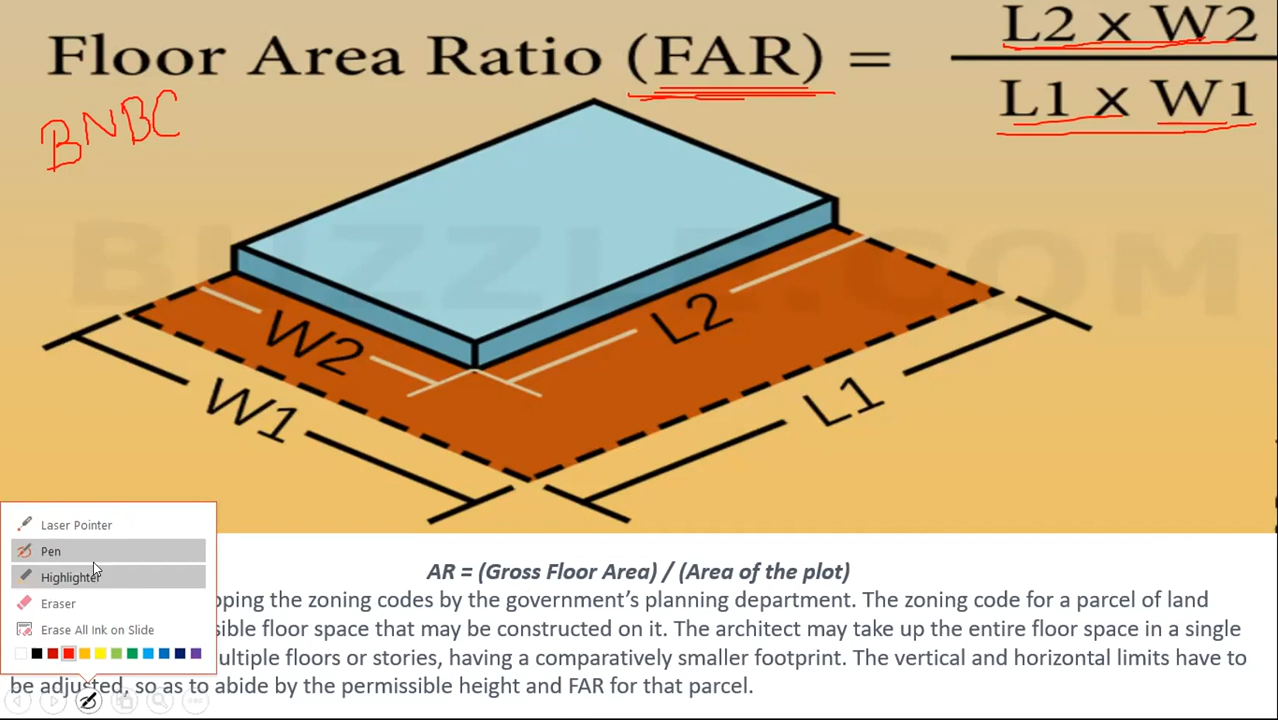 Floor Area Ratio (FAR) = L2 x W2
L1 x W1
BNBC
BUZZLE.COM
W2
L2
W1
L1
Laser Pointer
Pen
Highlighter
Eraser
Erase All Ink on Slide
AR = (Gross Floor Area) / (Area of the plot)
oping the zoning codes by the government's planning department. The zoning code for a parcel of land
sible floor space that may be constructed on it. The architect may take up the entire floor space in a single
ultiple floors or stories, having a comparatively smaller footprint. The vertical and horizontal limits have to
be adjusted, so as to abide by the permissible height and FAR for that parcel.